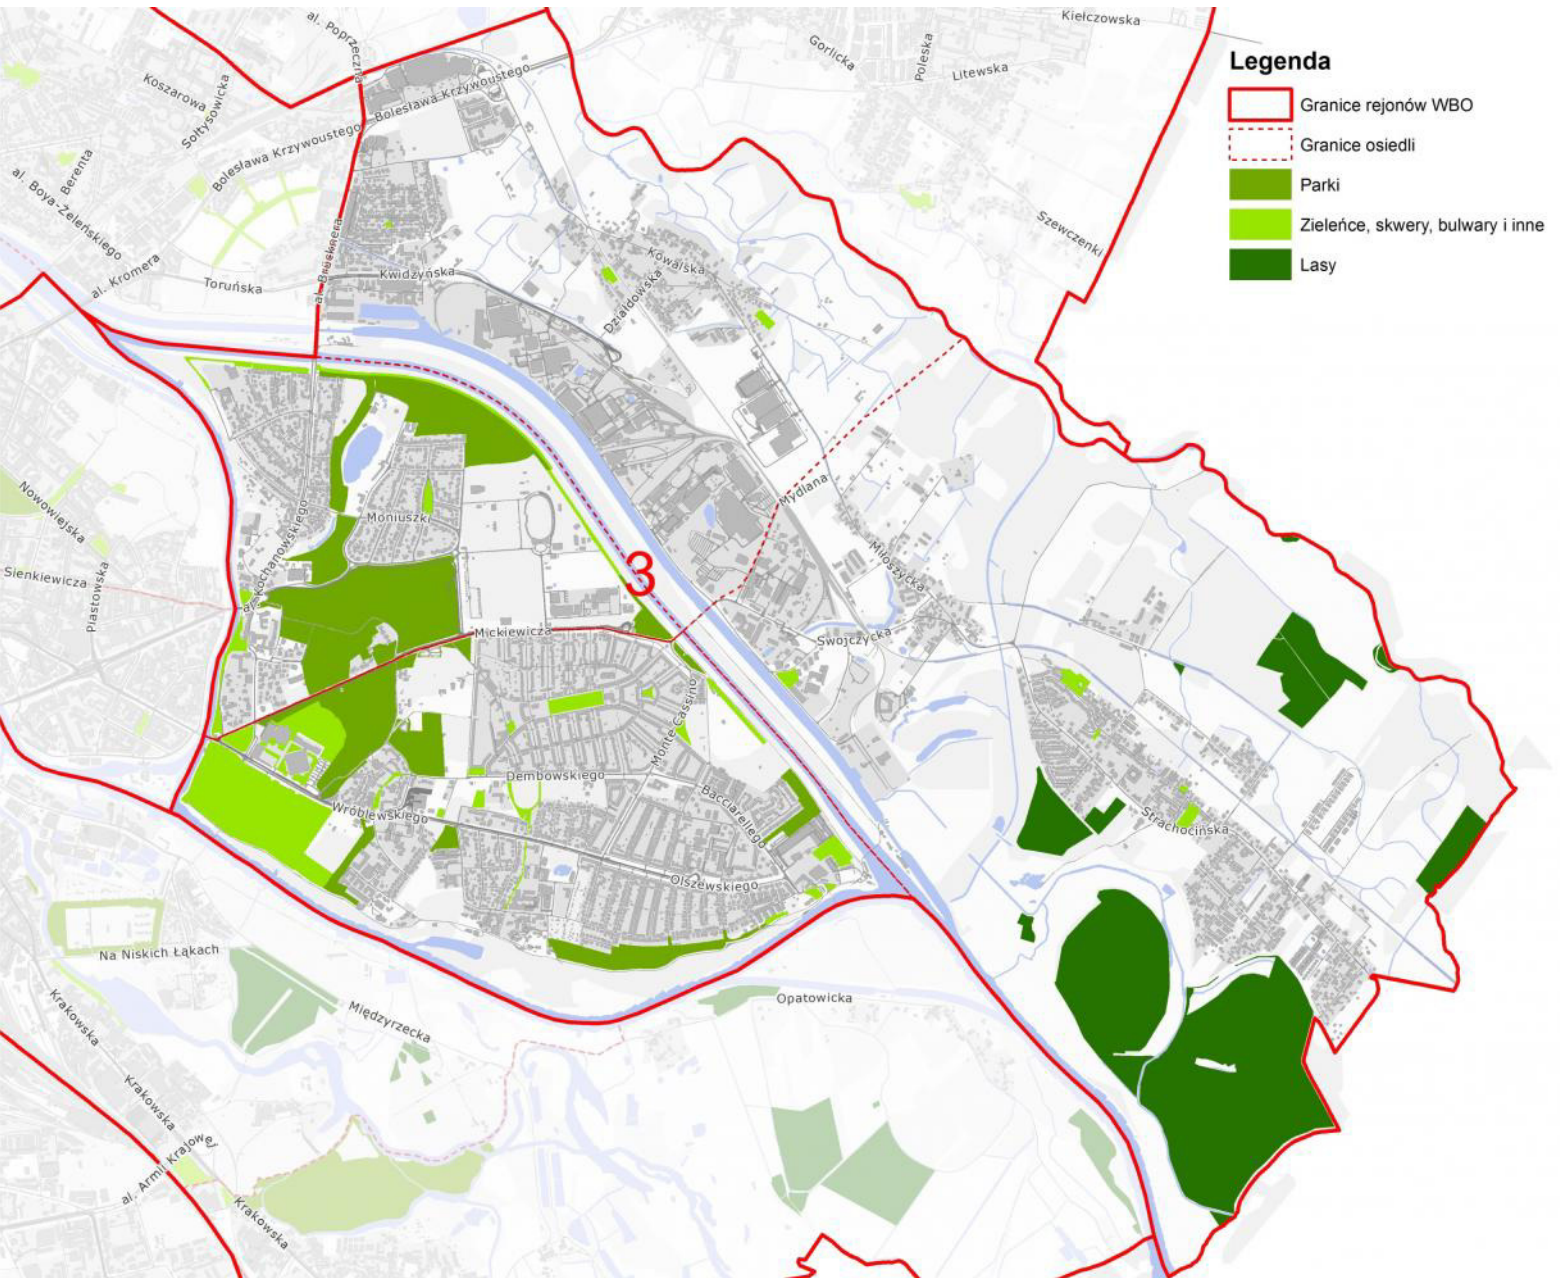 Kiełczowska
al. Poprzeczna
Gorlicka
Poleska
Litewska
Legenda
Granice rejonów WBO
Granice osiedli
Parki
Zieleńce, skwery, bulwary i inne
Lasy
Koszarowa
Sołtysowicka
Bolesława Krzywoustego
Bolesława Krzywoustego
Berenta
al. Boya-Żeleńskiego
al. Kromera
Toruńska
al. Brücknera
Kwidzyńska
Kowalska
Działdowska
Szewczenki
Mydlana
Miłoszycka
Swojczycka
Strachocińska
3
Nowowiejska
Sienkiewicza
Piastowska
al. Kochanowskiego
Moniuszki
Mickiewicza
Monte Cassino
Dembowskiego
Bacciarellego
Wróblewskiego
Olszewskiego
Na Niskich Łąkach
Międzyrzecka
Opatowicka
Krakowska
Krakowska
al. Armii Krajowej
Krakowska